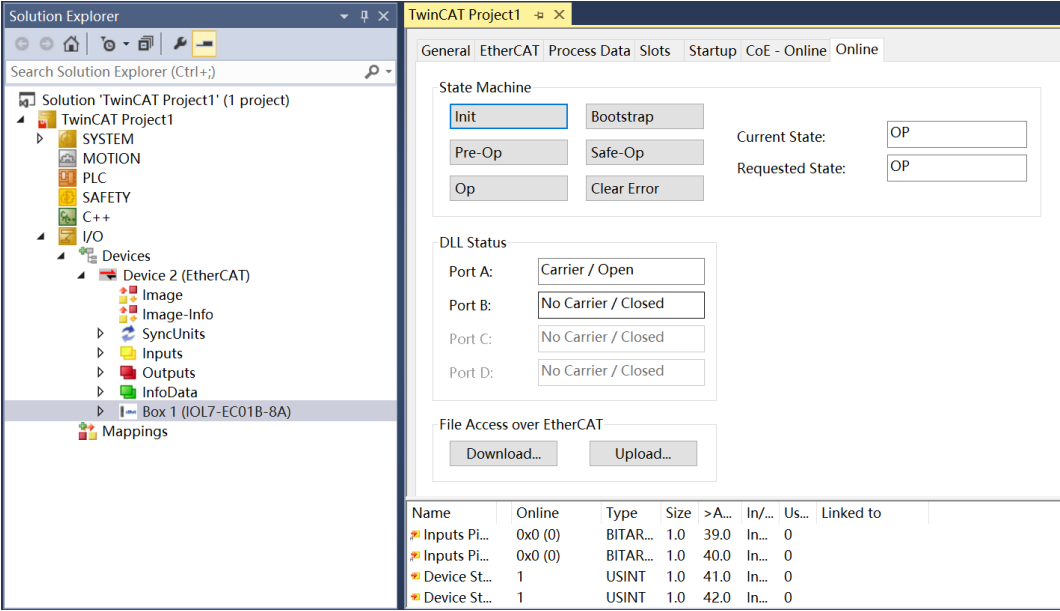 Solution Explorer
Search Solution Explorer (Ctrl+;)
Solution 'TwinCAT Project1' (1 project)
TwinCAT Project1
SYSTEM
MOTION
PLC
SAFETY
C++
I/O
Devices
Device 2 (EtherCAT)
Image
Image-Info
SyncUnits
Inputs
Outputs
InfoData
Box 1 (IOL7-EC01B-8A)
Mappings
TwinCAT Project1
General EtherCAT Process Data Slots Startup CoE - Online Online
State Machine
Init Bootstrap
Pre-Op Safe-Op
Op Clear Error
Current State: OP
Requested State: OP
DLL Status
Port A: Carrier / Open
Port B: No Carrier / Closed
Port C: No Carrier / Closed
Port D: No Carrier / Closed
File Access over EtherCAT
Download... Upload...
Name Online Type Size >A... In/... Us... Linked to
Inputs Pi... 0x0 (0) BITAR... 1.0 39.0 In... 0
Inputs Pi... 0x0 (0) BITAR... 1.0 40.0 In... 0
Device St... 1 USINT 1.0 41.0 In... 0
Device St... 1 USINT 1.0 42.0 In... 0